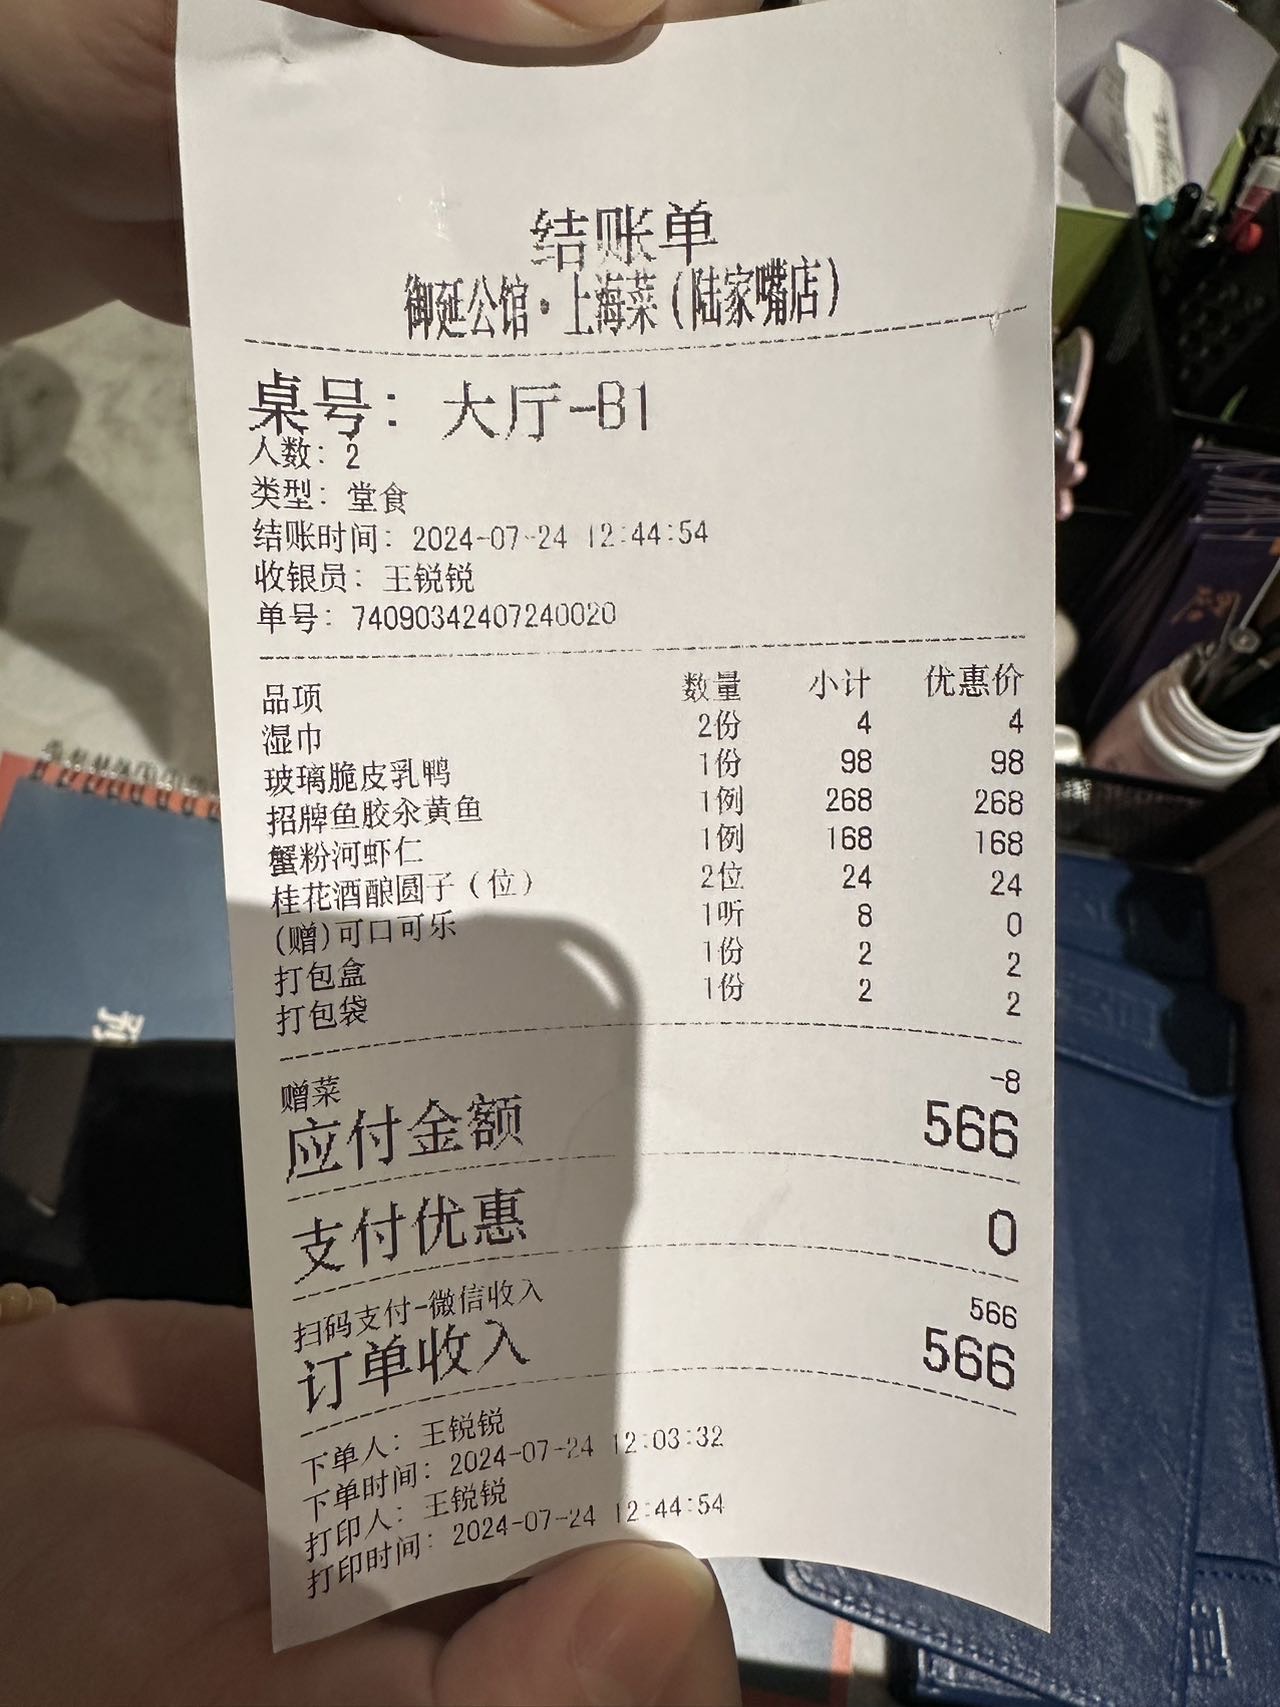 结账单
御延公馆·上海菜(陆家嘴店)
桌号: 大厅-B1
人数: 2
类型: 堂食
结账时间: 2024-07-24 12:44:54
收银员: 王锐锐
单号: 74090342407240020
品项 数量 小计 优惠价
湿巾 2份 4 4
玻璃脆皮乳鸭 1份 98 98
招牌鱼胶汆黄鱼 1例 268 268
蟹粉河虾仁 1例 168 168
桂花酒酿圆子(位) 2位 24 24
(赠)可口可乐 1听 8 0
打包盒 1份 2 2
打包袋 1份 2 2
赠菜 -8
应付金额 566
支付优惠 0
扫码支付-微信收入 566
订单收入 566
下单人: 王锐锐
下单时间: 2024-07-24 12:03:32
打印人: 王锐锐
打印时间: 2024-07-24 12:44:54